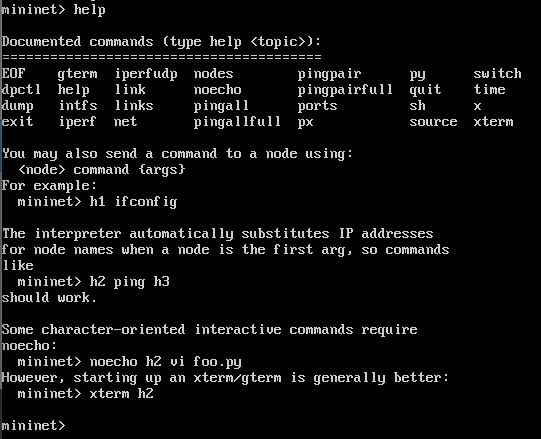 mininet> help
Documented commands (type help <topic>):
========================================
EOF    gterm  iperfudp  nodes        pingpair      py      switch
dpctl  help   link      noecho       pingpairfull  quit    time
dump   intfs  links     pingall      ports         sh      x
exit   iperf  net       pingallfull  px            source  xterm
You may also send a command to a node using:
  <node> command {args}
For example:
  mininet> h1 ifconfig
The interpreter automatically substitutes IP addresses
for node names when a node is the first arg, so commands
like
  mininet> h2 ping h3
should work.
Some character-oriented interactive commands require
noecho:
  mininet> noecho h2 vi foo.py
However, starting up an xterm/gterm is generally better:
  mininet> xterm h2
mininet>